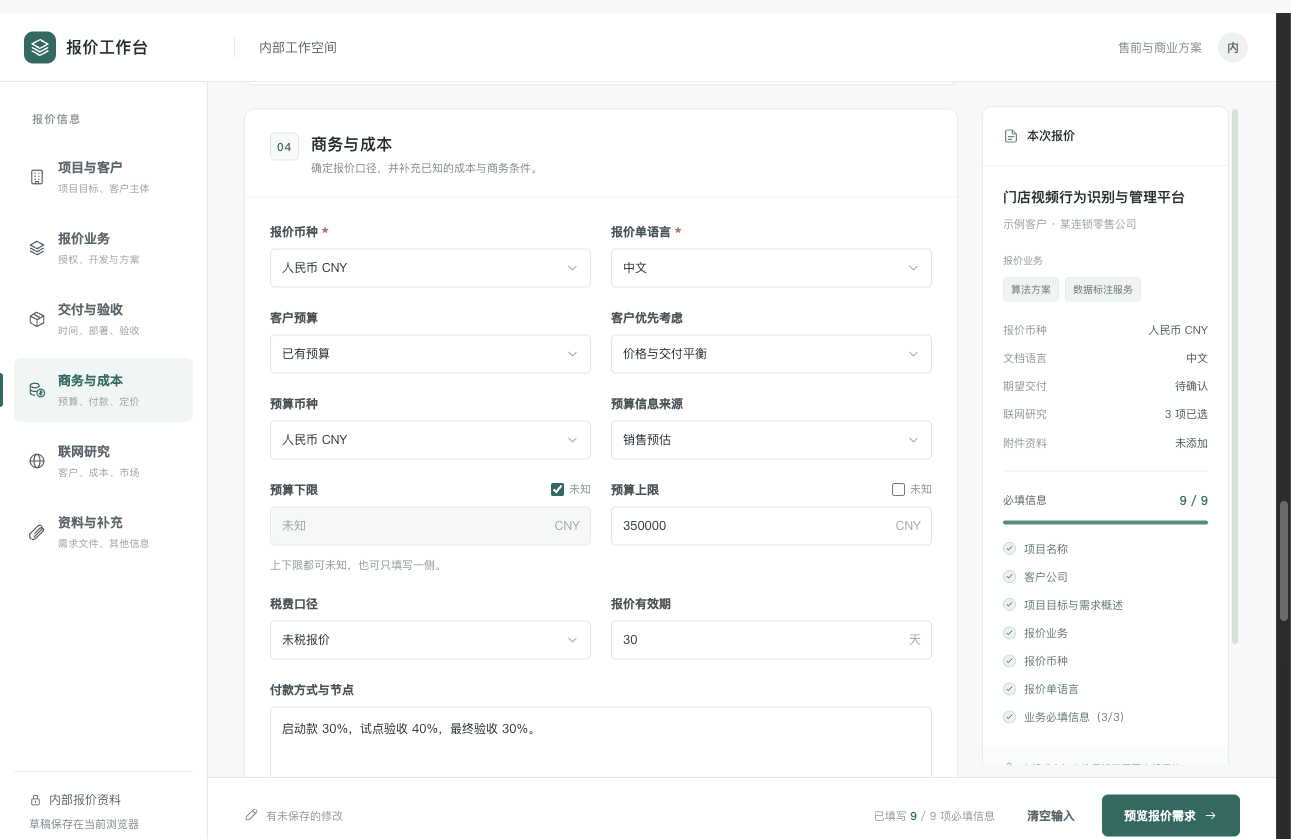 报价工作台
内部工作空间
售前与商业方案
内
报价信息
项目与客户
项目目标、客户主体
报价业务
授权、开发与方案
交付与验收
时间、部署、验收
商务与成本
预算、付款、定价
联网研究
客户、成本、市场
资料与补充
需求文件、其他信息
内部报价资料
草稿保存在当前浏览器
04
商务与成本
确定报价口径，并补充已知的成本与商务条件。
报价币种 *
报价单语言 *
人民币 CNY
中文
客户预算
客户优先考虑
已有预算
价格与交付平衡
预算币种
预算信息来源
人民币 CNY
销售预估
预算下限
未知
预算上限
未知
未知
CNY
350000
CNY
上下限都可未知，也可只填写一侧。
税费口径
报价有效期
未税报价
30
天
付款方式与节点
启动款 30%，试点验收 40%，最终验收 30%。
本次报价
门店视频行为识别与管理平台
示例客户 · 某连锁零售公司
报价业务
算法方案
数据标注服务
报价币种
人民币 CNY
文档语言
中文
期望交付
待确认
联网研究
3 项已选
附件资料
未添加
必填信息
9 / 9
项目名称
客户公司
项目目标与需求概述
报价业务
报价币种
报价单语言
业务必填信息（3/3）
有未保存的修改
已填写 9 / 9 项必填信息
清空输入
预览报价需求 →